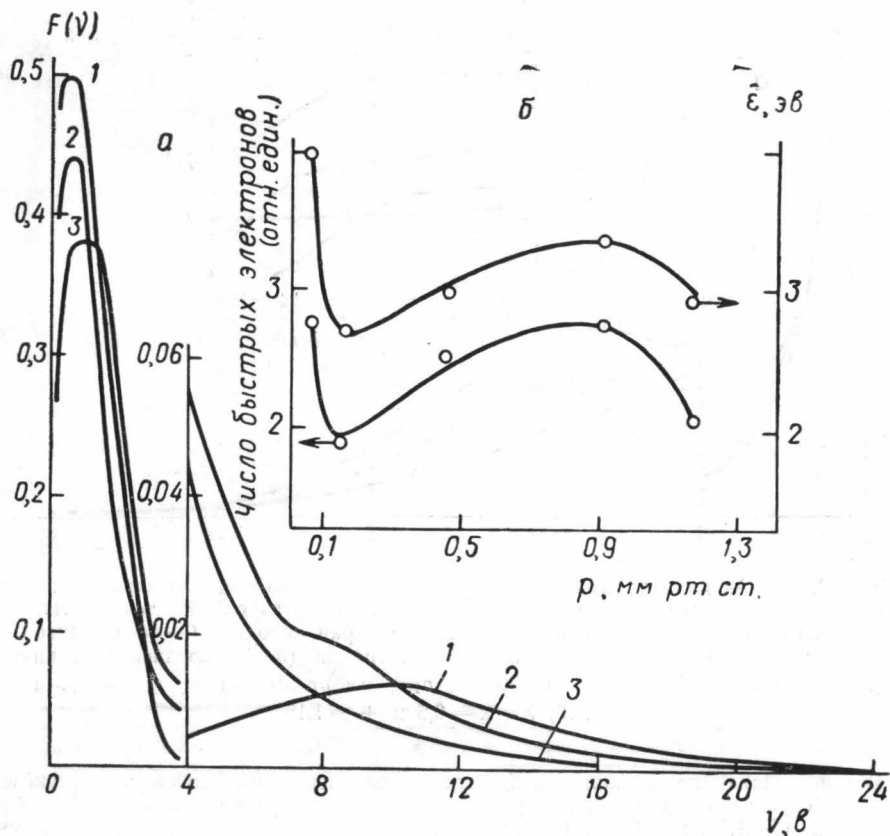 F(V)
0,5
0,4
0,3
0,2
0,1
0
1
2
3
а
0,06
0,04
0,02
б
Число быстрых электронов
(отн. един.)
3
2
ε̄, эв
3
2
0,1 0,5 0,9 1,3
p, мм рт ст.
1
2
3
4 8 12 16 20 24
V, в